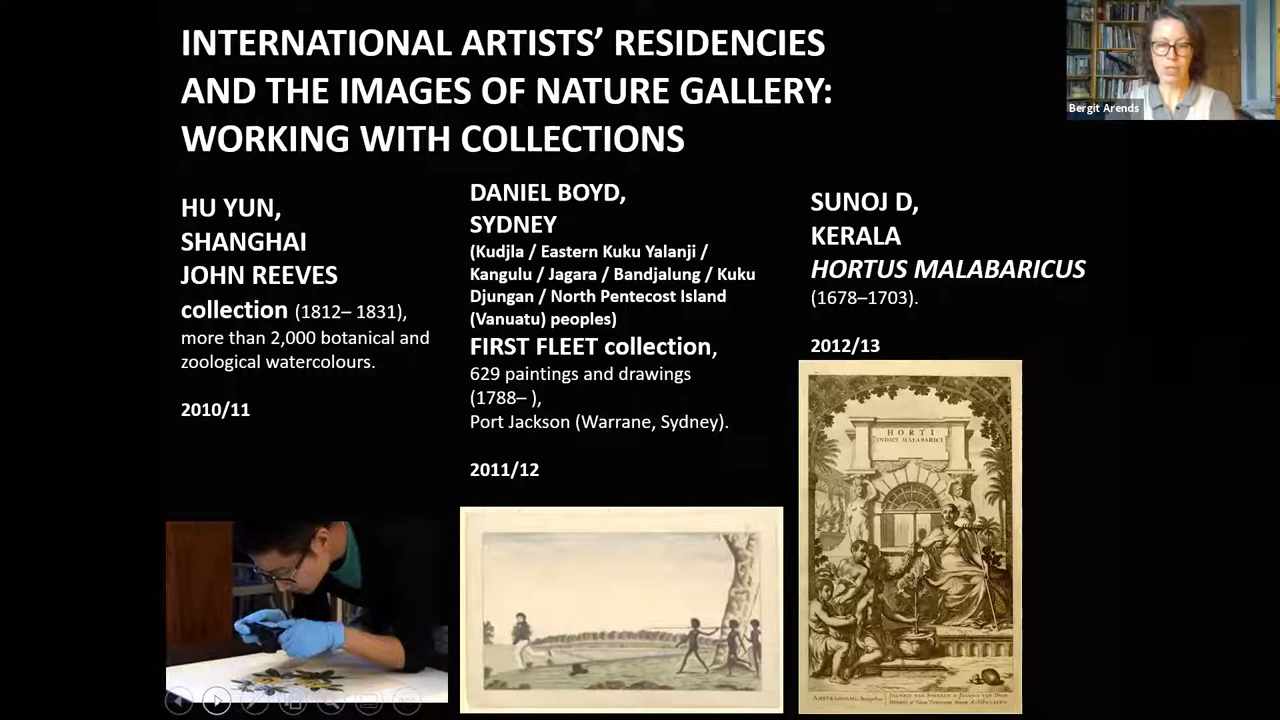 INTERNATIONAL ARTISTS’ RESIDENCIES
AND THE IMAGES OF NATURE GALLERY:
WORKING WITH COLLECTIONS
Bergit Arends
HU YUN,
SHANGHAI
JOHN REEVES
collection (1812– 1831),
more than 2,000 botanical and
zoological watercolours.
2010/11
DANIEL BOYD,
SYDNEY
(Kudjla / Eastern Kuku Yalanji /
Kangulu / Jagara / Bandjalung / Kuku
Djungan / North Pentecost Island
(Vanuatu) peoples)
FIRST FLEET collection,
629 paintings and drawings
(1788– ),
Port Jackson (Warrane, Sydney).
2011/12
SUNOJ D,
KERALA
HORTUS MALABARICUS
(1678–1703).
2012/13
HORTI
INDICI MALABARICI